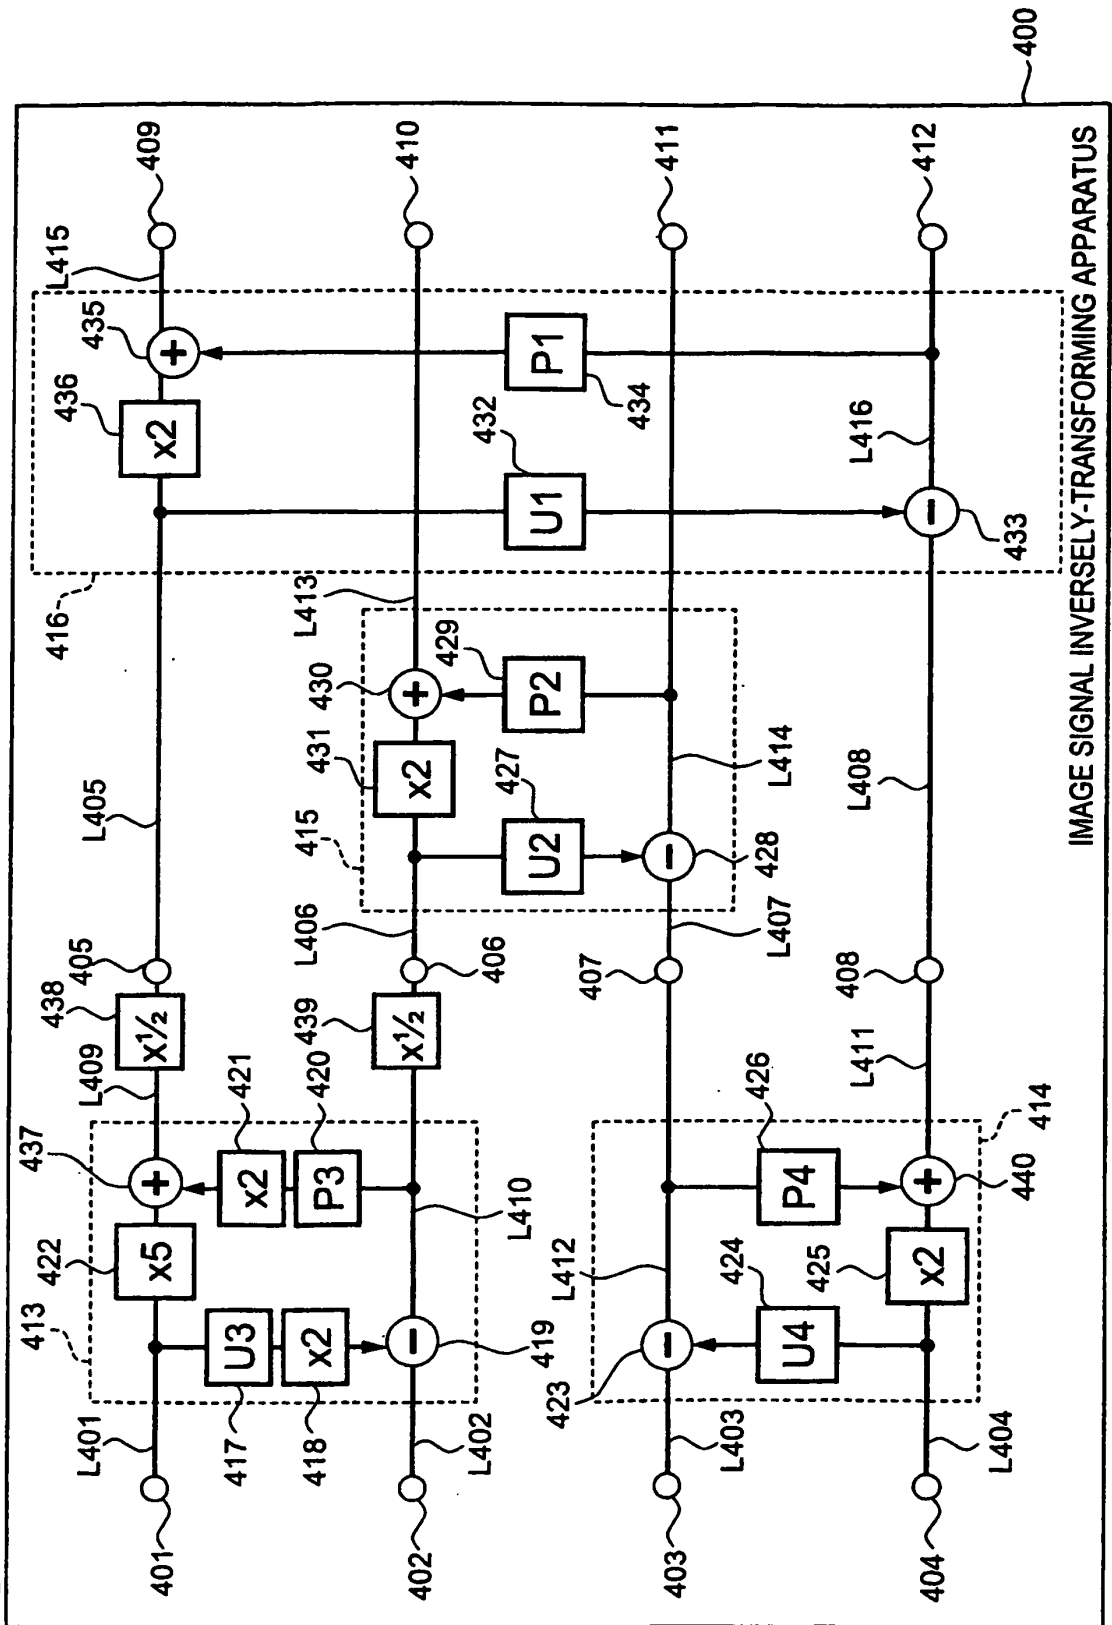 400
IMAGE SIGNAL INVERSELY-TRANSFORMING APPARATUS
401
L401
413
422
x5
437
+
L409
438
x½
405
L405
416
436
x2
435
+
L415
409
U3
417
x2
418
421
x2
420
P3
402
L402
−
419
L410
439
x½
406
L406
415
431
x2
430
+
L413
410
427
U2
429
P2
432
U1
P1
434
403
L403
423
−
L412
407
L407
−
428
L414
411
424
U4
426
P4
404
L404
425
x2
+
440
414
L411
408
L408
−
433
L416
412